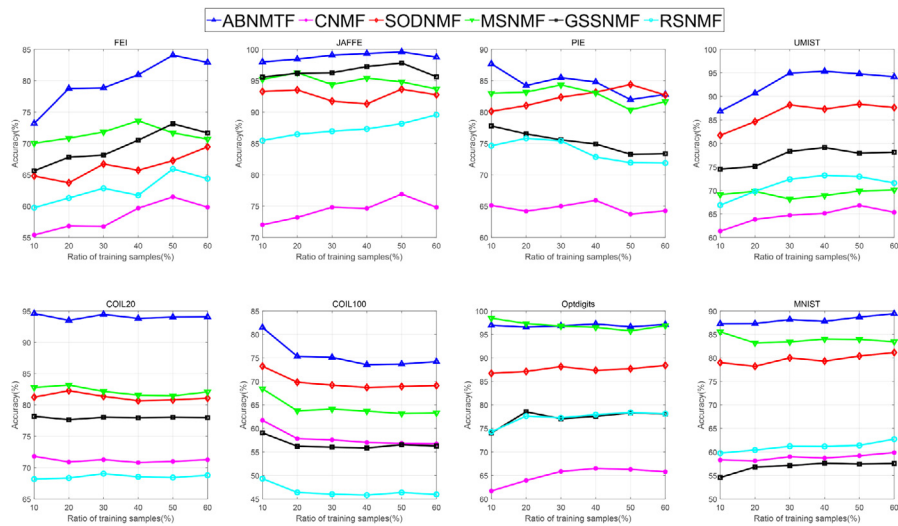 ABNMTF CNMF SODNMF MSNMF GSSNMF RSNMF
FEI
85
80
75
70
65
60
55
Accuracy(%)
10 20 30 40 50 60
Ratio of training samples(%)
JAFFE
100
95
90
85
80
75
70
Accuracy(%)
10 20 30 40 50 60
Ratio of training samples(%)
PIE
90
85
80
75
70
65
60
Accuracy(%)
10 20 30 40 50 60
Ratio of training samples(%)
UMIST
100
95
90
85
80
75
70
65
60
Accuracy(%)
10 20 30 40 50 60
Ratio of training samples(%)
COIL20
95
90
85
80
75
70
65
Accuracy(%)
10 20 30 40 50 60
Ratio of training samples(%)
COIL100
85
80
75
70
65
60
55
50
45
Accuracy(%)
10 20 30 40 50 60
Ratio of training samples(%)
Optdigits
100
95
90
85
80
75
70
65
60
Accuracy(%)
10 20 30 40 50 60
Ratio of training samples(%)
MNIST
90
85
80
75
70
65
60
55
50
Accuracy(%)
10 20 30 40 50 60
Ratio of training samples(%)